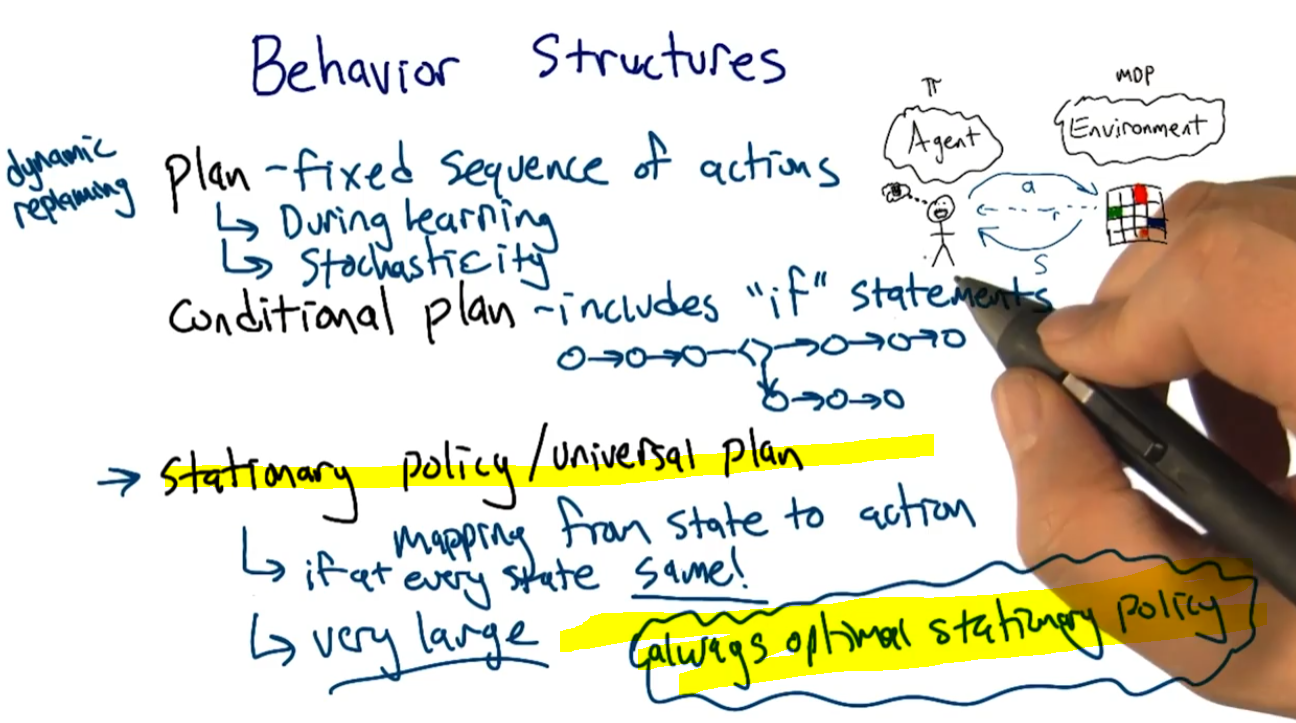 Behavior Structures
π
MDP
Agent
Environment
a
r
s
dynamic
replanning
Plan - fixed sequence of actions
↳ During learning
↳ Stochasticity
Conditional plan - includes "if" statements
→ Stationary policy/universal plan
mapping from state to action
↳ if at every state same!
↳ very large
always optimal stationary policy